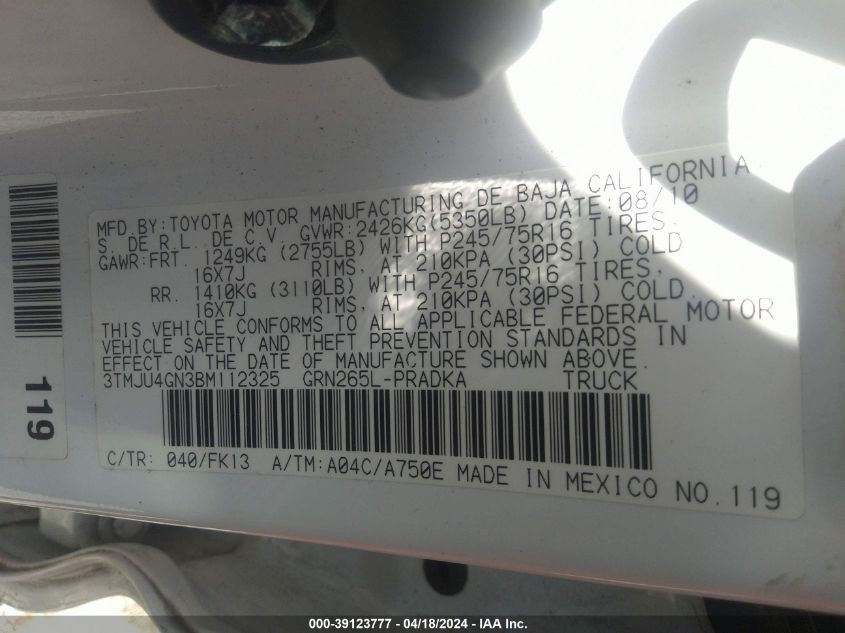 MFD.BY:TOYOTA MOTOR MANUFACTURING DE BAJA CALIFORNIA
S. DE R.L. DE C.V. GVWR:2426KG(5350LB) DATE:08/10
GAWR:FRT. 1249KG (2755LB) WITH P245/75R16 TIRES,
16X7J RIMS, AT 210KPA (30PSI) COLD
RR. 1410KG (3110LB) WITH P245/75R16 TIRES,
16X7J RIMS, AT 210KPA (30PSI) COLD.
THIS VEHICLE CONFORMS TO ALL APPLICABLE FEDERAL MOTOR
VEHICLE SAFETY AND THEFT PREVENTION STANDARDS IN
EFFECT ON THE DATE OF MANUFACTURE SHOWN ABOVE.
3TMJU4GN3BM112325 GRN265L-PRADKA TRUCK
C/TR: 040/FK13 A/TM:A04C/A750E MADE IN MEXICO NO.119
119
000-39123777 - 04/18/2024 - IAA Inc.